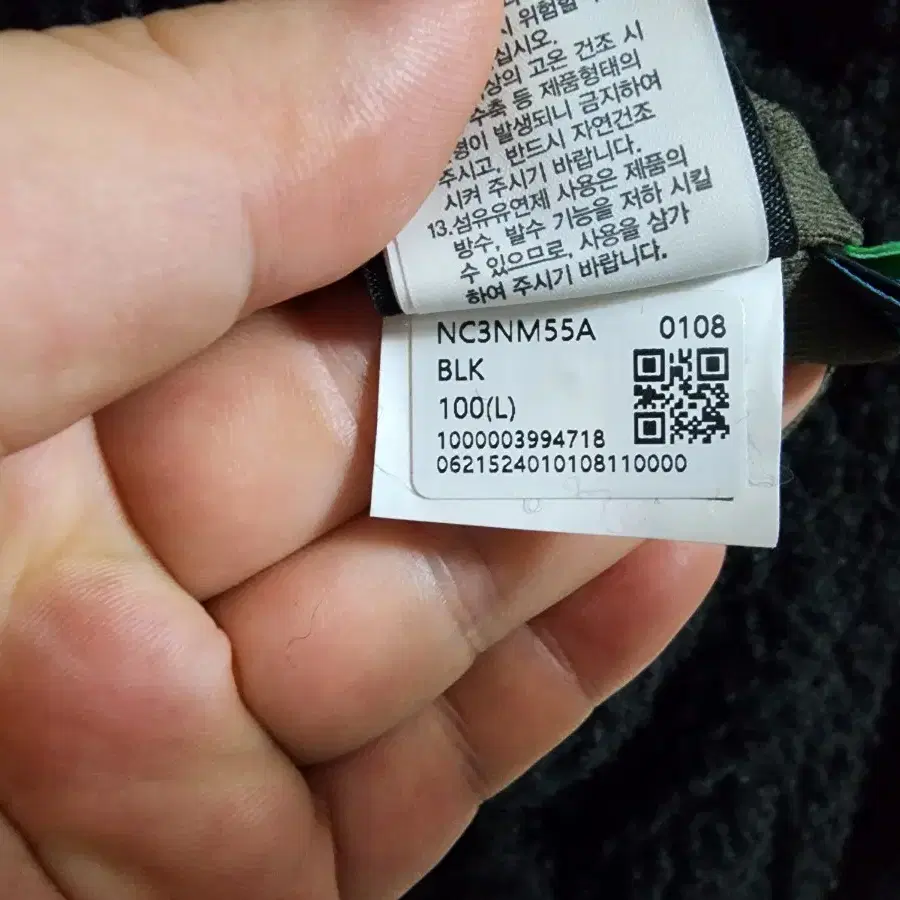 시 위험할
십시오.
상의 고온 건조 시
수축 등 제품형태의
이 발생되니 금지하여
주시고, 반드시 자연건조
시켜 주시기 바랍니다.
13.섬유유연제 사용은 제품의
방수, 발수 기능을 저하 시킬
수 있으므로, 사용을 삼가
하여 주시기 바랍니다.
NC3NM55A 0108
BLK
100(L)
1000003994718
0621524010108110000